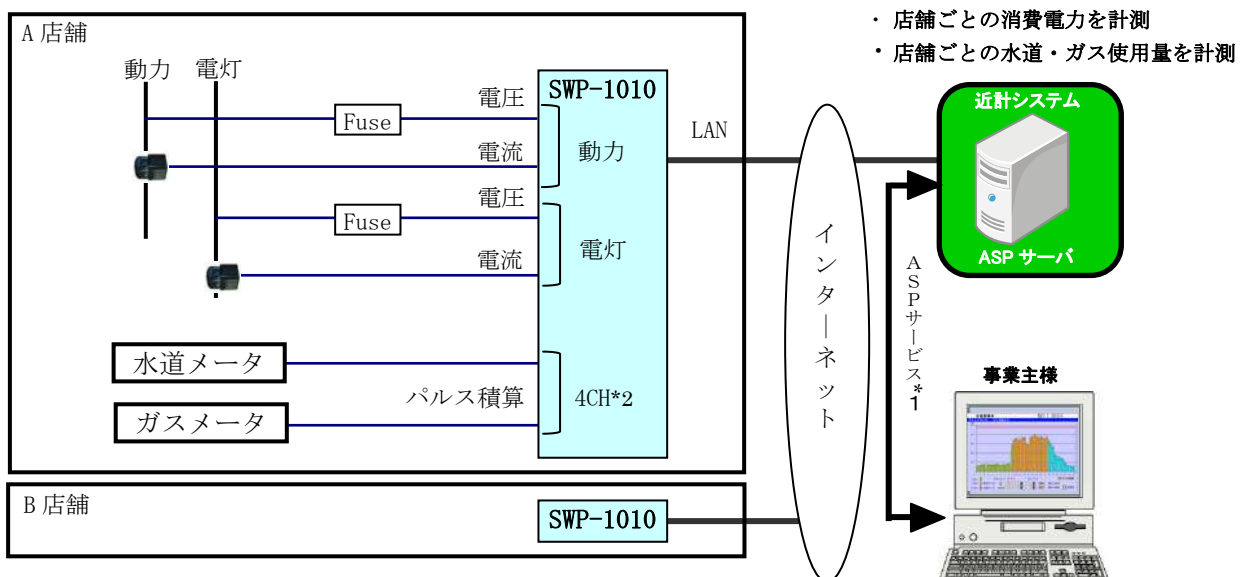 ・ 店舗ごとの消費電力を計測
・ 店舗ごとの水道・ガス使用量を計測
A 店舗
動力
電灯
電圧
Fuse
電流
電圧
Fuse
電流
SWP-1010
動力
電灯
4CH*2
水道メータ
ガスメータ
パルス積算
LAN
インターネット
近計システム
ASP サーバ
ASPサービス*1
事業主様
B 店舗
SWP-1010